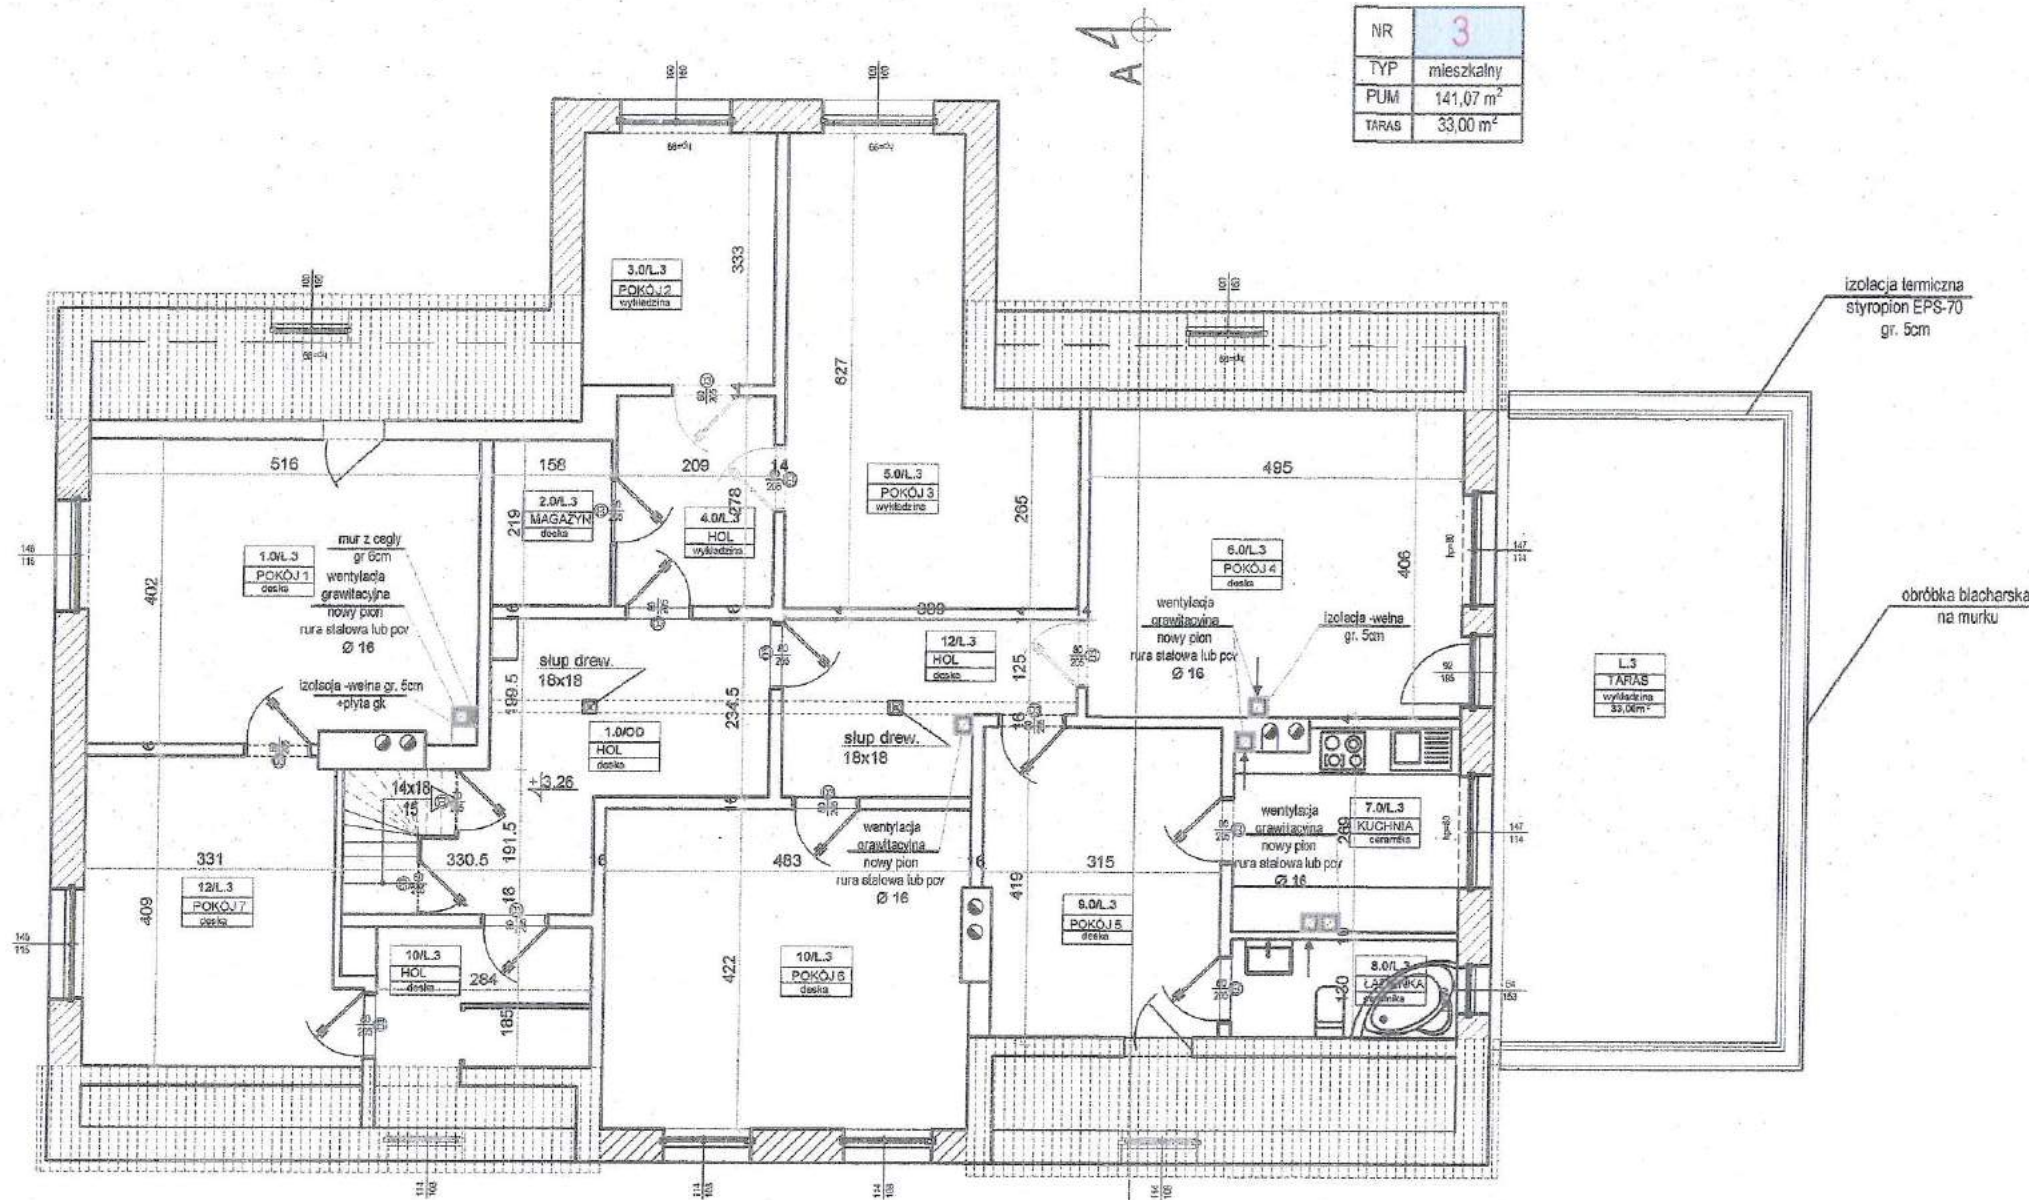 NR 3
TYP mieszkalny
PUM 141,07 m²
TARAS 33,00 m²
A
izolacja termiczna
styropion EPS-70
gr. 5cm
obróbka blacharska
na murku
3.0/L.3
POKÓJ 2
wykładzina
333
627
5.0/L.3
POKÓJ 3
wykładzina
265
516
158
209
14
495
2.0/L.3
MAGAZYN
deska
219
278
4.0/L.3
HOL
wykładzina
1.0/L.3
POKÓJ 1
deska
402
mur z cegły
gr 6cm
wentylacja
grawitacyjna
nowy pion
rura stalowa lub pcv
Ø 16
izolacja -wełna gr. 5cm
+płyta gk
6.0/L.3
POKÓJ 4
deska
406
wentylacja
grawitacyjna
nowy pion
rura stalowa lub pcv
Ø 16
izolacja -wełna
gr. 5cm
L.3
TARAS
wykładzina
33,00m²
147
114
92
185
słup drew.
18x18
199.5
234.5
12/L.3
HOL
deska
125
1.0/OD
HOL
deska
słup drew.
18x18
+3.26
14x18
15
191.5
331
330.5
483
315
12/L.3
POKÓJ 7
deska
409
wentylacja
grawitacyjna
nowy pion
rura stalowa lub pcv
Ø 16
419
9.0/L.3
POKÓJ 5
deska
wentylacja
grawitacyjna
nowy pion
rura stalowa lub pcv
Ø 16
7.0/L.3
KUCHNIA
ceramika
269
147
114
10/L.3
HOL
deska
284
185
422
10/L.3
POKÓJ 6
deska
8.0/L.3
ŁAZIENKA
130